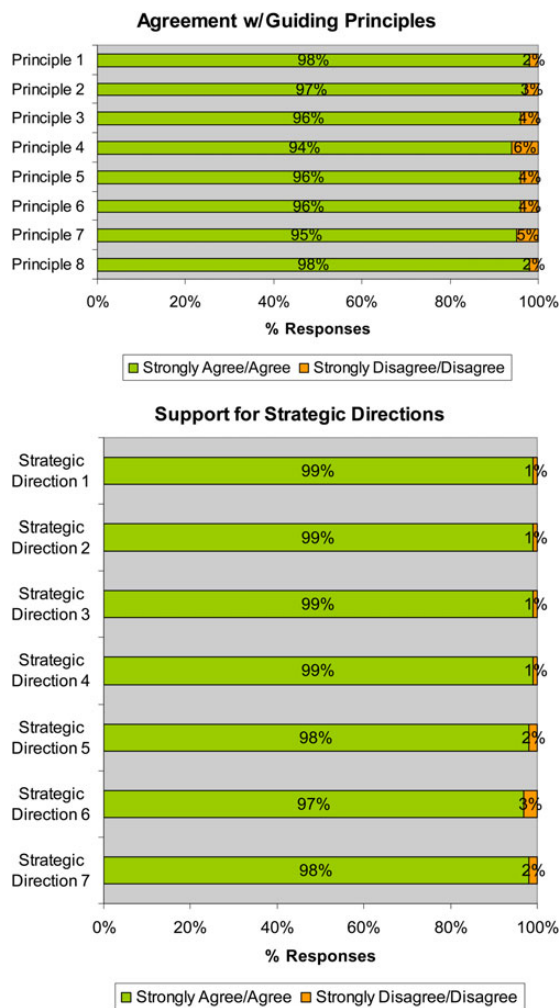 Agreement w/Guiding Principles
Principle 1 98% 2%
Principle 2 97% 3%
Principle 3 96% 4%
Principle 4 94% 6%
Principle 5 96% 4%
Principle 6 96% 4%
Principle 7 95% 5%
Principle 8 98% 2%
0% 20% 40% 60% 80% 100%
% Responses
Strongly Agree/Agree Strongly Disagree/Disagree
Support for Strategic Directions
Strategic
Direction 1 99% 1%
Strategic
Direction 2 99% 1%
Strategic
Direction 3 99% 1%
Strategic
Direction 4 99% 1%
Strategic
Direction 5 98% 2%
Strategic
Direction 6 97% 3%
Strategic
Direction 7 98% 2%
0% 20% 40% 60% 80% 100%
% Responses
Strongly Agree/Agree Strongly Disagree/Disagree